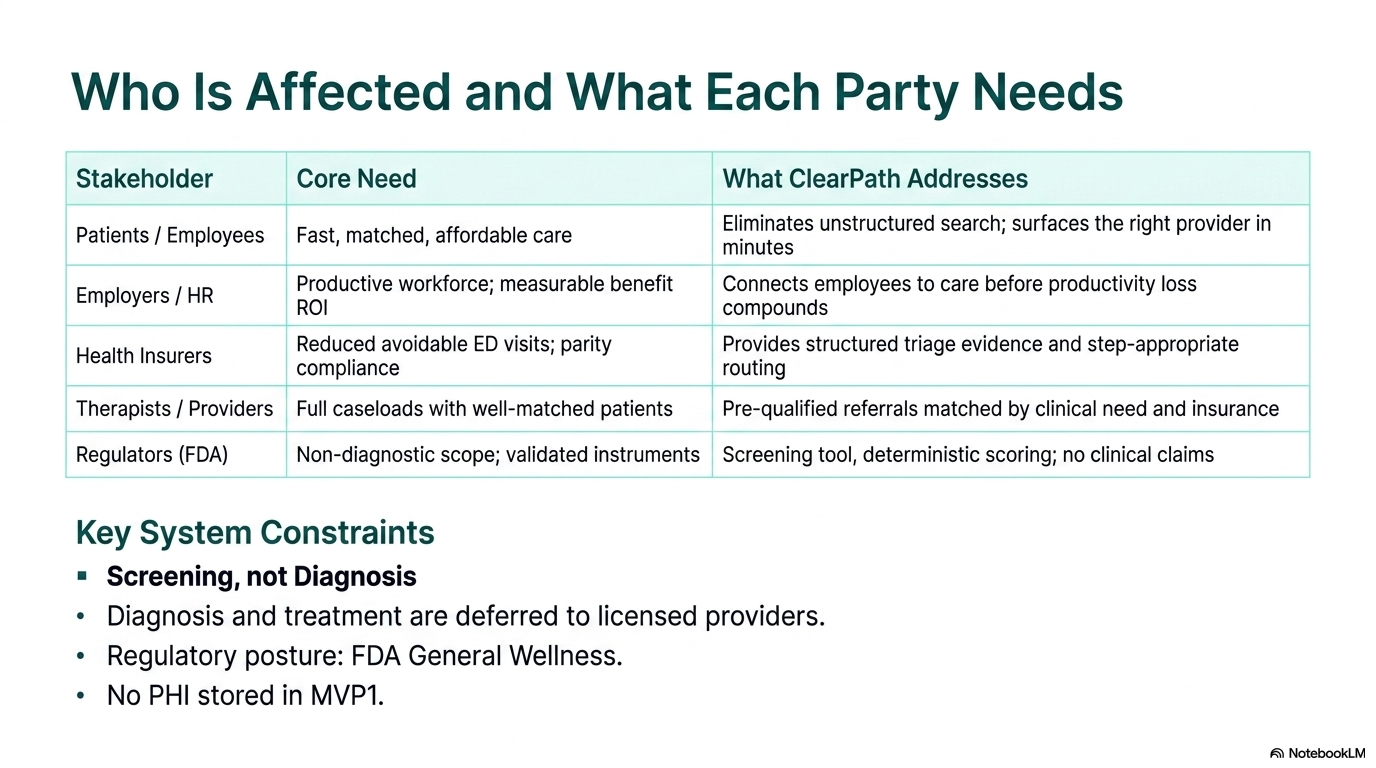 Who Is Affected and What Each Party Needs
Stakeholder
Core Need
What ClearPath Addresses
Patients / Employees
Fast, matched, affordable care
Eliminates unstructured search; surfaces the right provider in
minutes
Employers / HR
Productive workforce; measurable benefit
ROI
Connects employees to care before productivity loss
compounds
Health Insurers
Reduced avoidable ED visits; parity
compliance
Provides structured triage evidence and step-appropriate
routing
Therapists / Providers
Full caseloads with well-matched patients
Pre-qualified referrals matched by clinical need and insurance
Regulators (FDA)
Non-diagnostic scope; validated instruments
Screening tool, deterministic scoring; no clinical claims
Key System Constraints
▪ Screening, not Diagnosis
• Diagnosis and treatment are deferred to licensed providers.
• Regulatory posture: FDA General Wellness.
• No PHI stored in MVP1.
NotebookLM